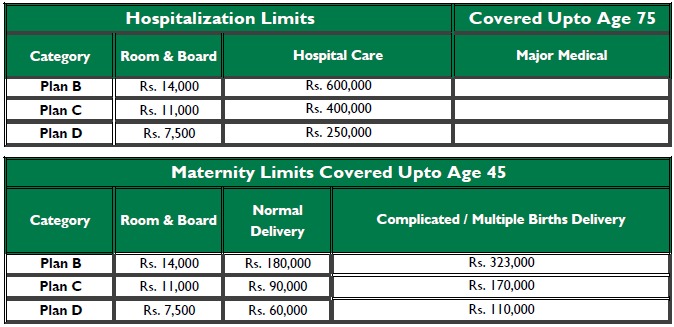 Hospitalization Limits Covered Upto Age 75
Category Room & Board Hospital Care Major Medical
Plan B Rs. 14,000 Rs. 600,000
Plan C Rs. 11,000 Rs. 400,000
Plan D Rs. 7,500 Rs. 250,000
Maternity Limits Covered Upto Age 45
Category Room & Board Normal Delivery Complicated / Multiple Births Delivery
Plan B Rs. 14,000 Rs. 180,000 Rs. 323,000
Plan C Rs. 11,000 Rs. 90,000 Rs. 170,000
Plan D Rs. 7,500 Rs. 60,000 Rs. 110,000